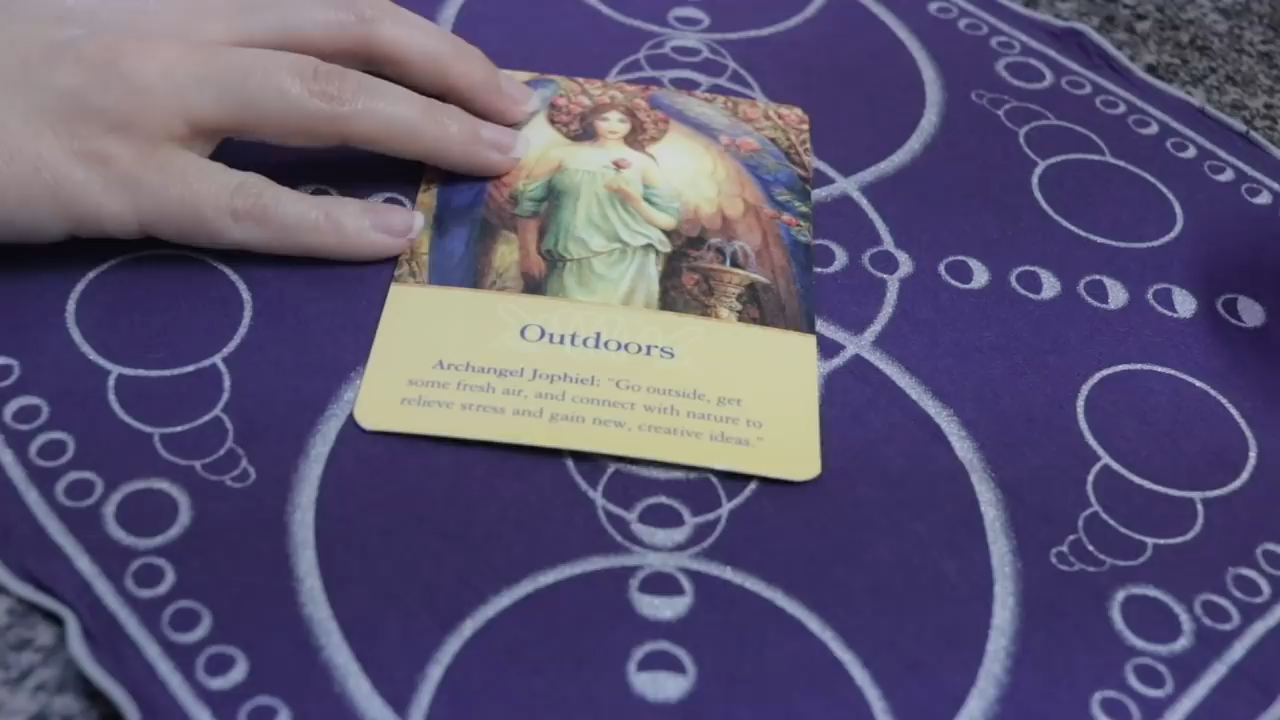 Outdoors
Archangel Jophiel: "Go outside, get
some fresh air, and connect with nature to
relieve stress and gain new, creative ideas."